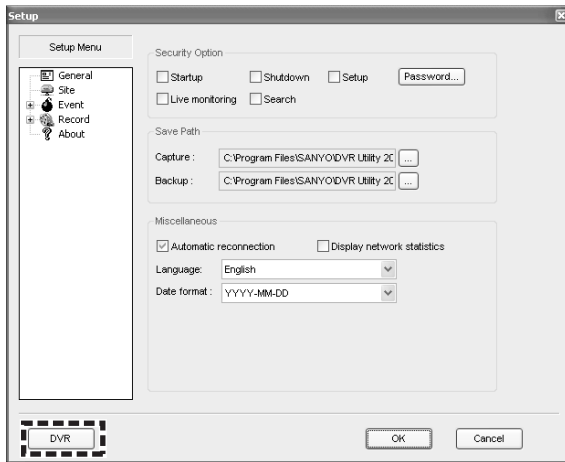 Setup
Setup Menu
General
Site
Event
Record
About
Security Option
Startup
Shutdown
Setup
Password...
Live monitoring
Search
Save Path
Capture :
C:\Program Files\SANYO\DVR Utility 20
...
Backup :
C:\Program Files\SANYO\DVR Utility 20
...
Miscellaneous
Automatic reconnection
Display network statistics
Language:
English
Date format :
YYYY-MM-DD
DVR
OK
Cancel